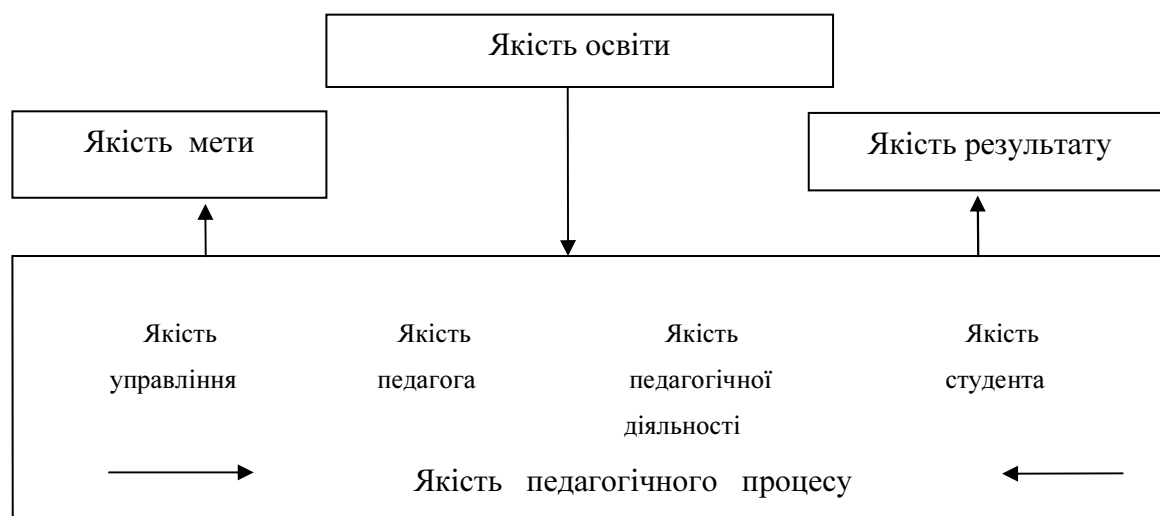 Якість освіти
Якість мети
Якість результату
Якість
управління
Якість
педагога
Якість
педагогічної
діяльності
Якість
студента
Якість педагогічного процесу